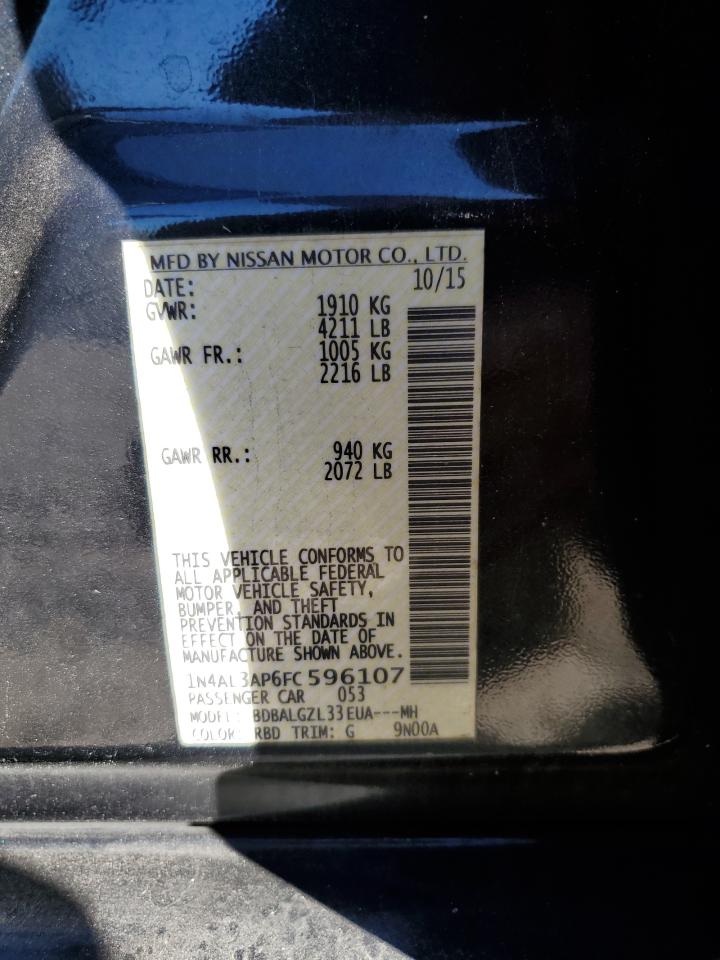 MFD BY NISSAN MOTOR CO., LTD.
DATE: 10/15
GVWR: 1910 KG
4211 LB
GAWR FR.: 1005 KG
2216 LB
GAWR RR.: 940 KG
2072 LB
THIS VEHICLE CONFORMS TO
ALL APPLICABLE FEDERAL
MOTOR VEHICLE SAFETY,
BUMPER, AND THEFT
PREVENTION STANDARDS IN
EFFECT ON THE DATE OF
MANUFACTURE SHOWN ABOVE.
1N4AL3AP6FC596107
PASSENGER CAR 053
MODEL: BDBALGZL33EUA---MH
COLOR: RBD TRIM: G 9N00A